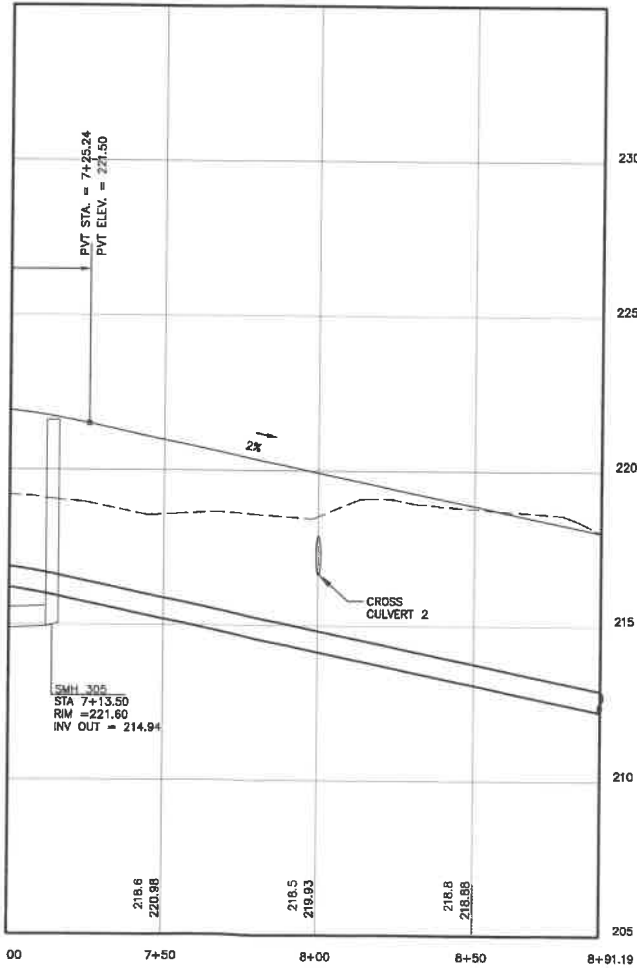 PVT STA. = 7+25.24
PVT ELEV. = 221.50
230
225
2%
220
CROSS
CULVERT 2
215
SMH 305
STA 7+13.50
RIM =221.60
INV OUT = 214.94
210
218.6
220.98
218.5
219.93
218.8
218.88
205
00
7+50
8+00
8+50
8+91.19